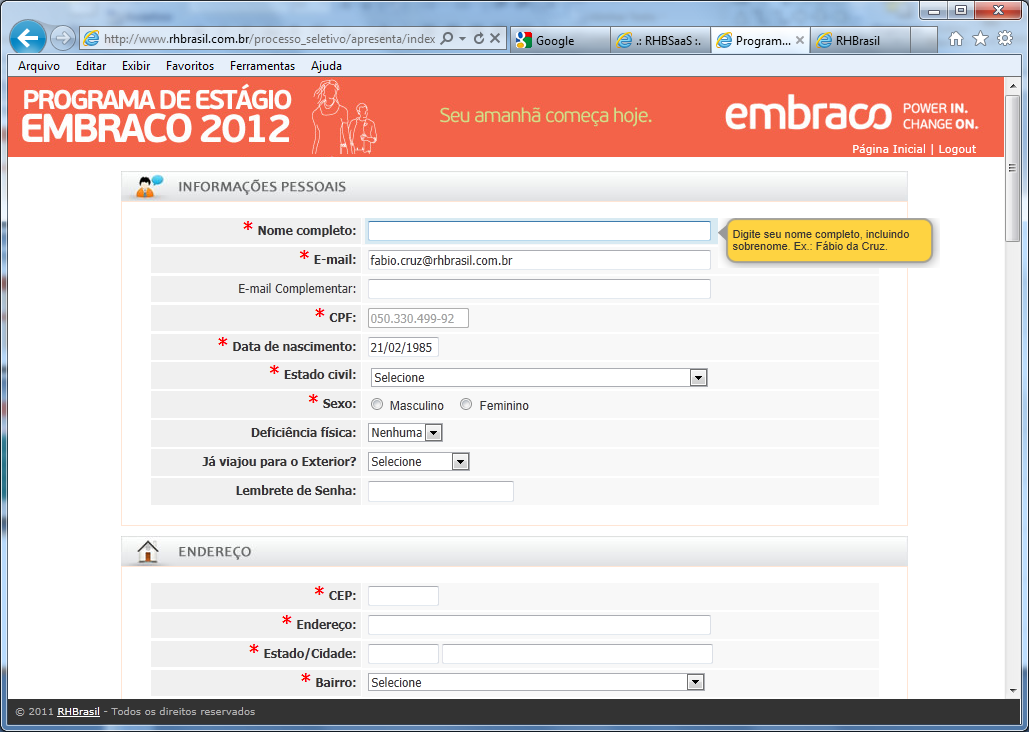 http://www.rhbrasil.com.br/processo_seletivo/apresenta/index
Google
.: RHBSaaS :.
Program...
RHBrasil
Arquivo Editar Exibir Favoritos Ferramentas Ajuda
PROGRAMA DE ESTÁGIO
EMBRACO 2012
Seu amanhã começa hoje.
embraco
POWER IN.
CHANGE ON.
Página Inicial | Logout
INFORMAÇÕES PESSOAIS
* Nome completo:
Digite seu nome completo, incluindo
sobrenome. Ex.: Fábio da Cruz.
* E-mail: fabio.cruz@rhbrasil.com.br
E-mail Complementar:
* CPF: 050.330.499-92
* Data de nascimento: 21/02/1985
* Estado civil: Selecione
* Sexo: Masculino Feminino
Deficiência física: Nenhuma
Já viajou para o Exterior? Selecione
Lembrete de Senha:
ENDEREÇO
* CEP:
* Endereço:
* Estado/Cidade:
* Bairro: Selecione
© 2011 RHBrasil - Todos os direitos reservados